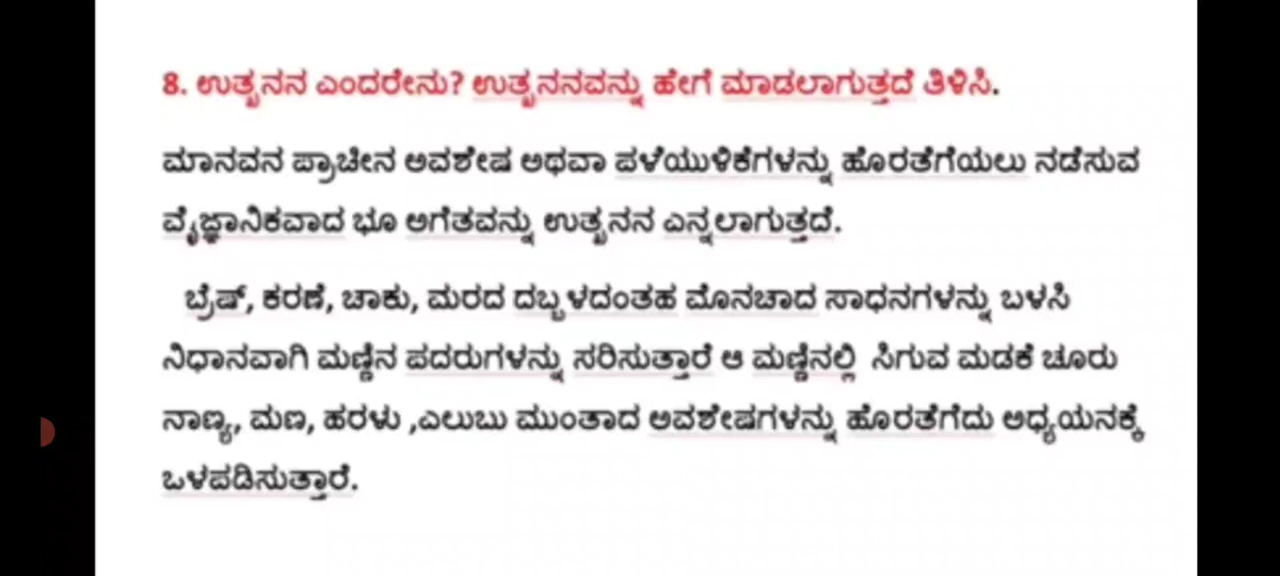 8. ಉತ್ಖನನ ಎಂದರೇನು? ಉತ್ಖನನವನ್ನು ಹೇಗೆ ಮಾಡಲಾಗುತ್ತದೆ ತಿಳಿಸಿ.
ಮಾನವನ ಪ್ರಾಚೀನ ಅವಶೇಷ ಅಥವಾ ಪಳೆಯುಳಿಕೆಗಳನ್ನು ಹೊರತೆಗೆಯಲು ನಡೆಸುವ
ವೈಜ್ಞಾನಿಕವಾದ ಭೂ ಅಗೆತವನ್ನು ಉತ್ಖನನ ಎನ್ನಲಾಗುತ್ತದೆ.
ಬ್ರೆಷ್, ಕರಣೆ, ಚಾಕು, ಮರದ ದಬ್ಬಳದಂತಹ ಮೊನಚಾದ ಸಾಧನಗಳನ್ನು ಬಳಸಿ
ನಿಧಾನವಾಗಿ ಮಣ್ಣಿನ ಪದರುಗಳನ್ನು ಸರಿಸುತ್ತಾರೆ ಆ ಮಣ್ಣಿನಲ್ಲಿ ಸಿಗುವ ಮಡಕೆ ಚೂರು
ನಾಣ್ಯ, ಮಣ, ಹರಳು ,ಎಲುಬು ಮುಂತಾದ ಅವಶೇಷಗಳನ್ನು ಹೊರತೆಗೆದು ಅಧ್ಯಯನಕ್ಕೆ
ಒಳಪಡಿಸುತ್ತಾರೆ.